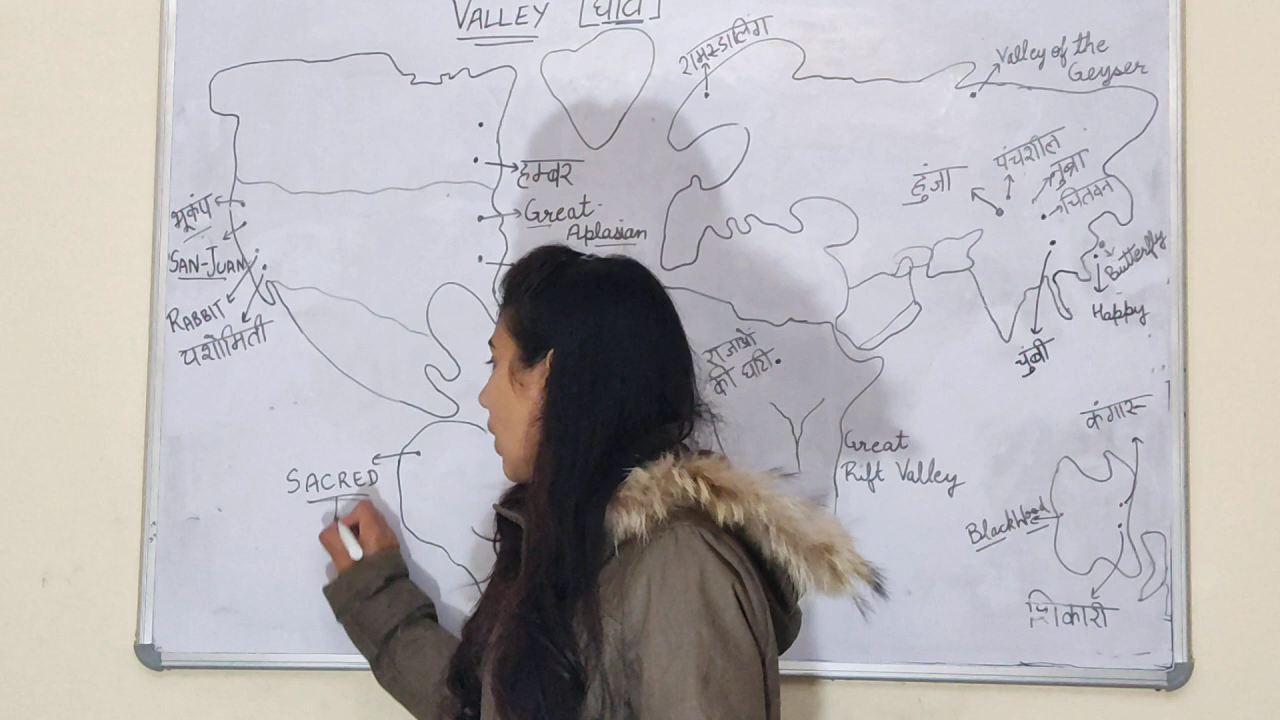 VALLEY [घाटी]
रामस्डालिंग
Valley of the
Geyser
हम्बर
Great
Aplasian
हुंजा
पंचशील
नुब्रा
चितवन
भूकंप
SAN-JUAN
RABBIT
यशोमिती
Butterfly
Happy
चुंबी
राजाओं
की घाटी.
Great
Rift Valley
SACRED
कंगारू
Blackwood
शिकारी